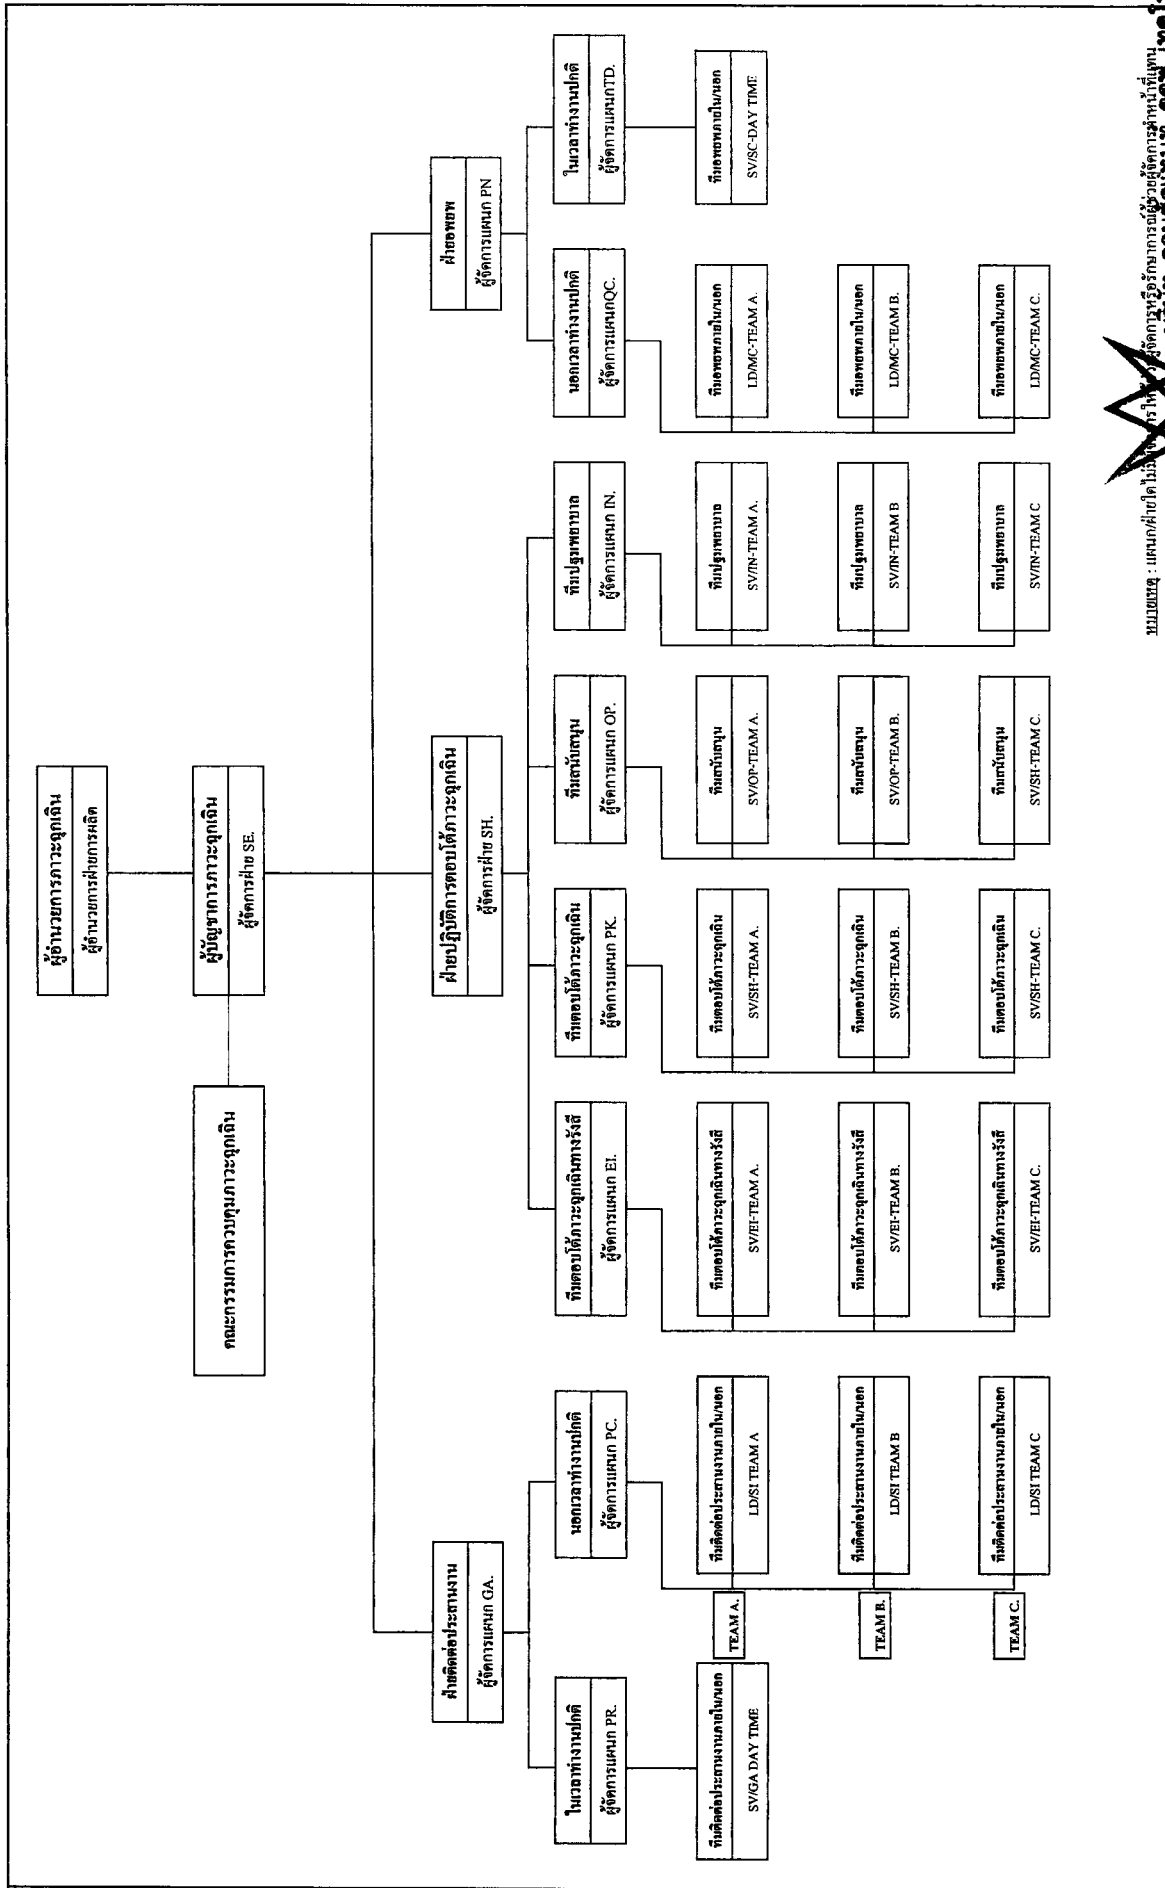 ผู้อำนวยการภาวะฉุกเฉิน
ผู้อำนวยการฝ่ายการผลิต
ผู้บัญชาการภาวะฉุกเฉิน
ผู้จัดการฝ่าย SE.
คณะกรรมการควบคุมภาวะฉุกเฉิน
ฝ่ายติดต่อประสานงาน
ผู้จัดการแผนก GA.
ฝ่ายปฏิบัติการตอบโต้ภาวะฉุกเฉิน
ผู้จัดการฝ่าย SH.
ฝ่ายอพยพ
ผู้จัดการแผนก PN
ในเวลาทำงานปกติ
ผู้จัดการแผนก PR.
นอกเวลาทำงานปกติ
ผู้จัดการแผนก PC.
ทีมตอบโต้ภาวะฉุกเฉินทางรังสี
ผู้จัดการแผนก EI.
ทีมตอบโต้ภาวะฉุกเฉิน
ผู้จัดการแผนก PK.
ทีมสนับสนุน
ผู้จัดการแผนก OP.
ทีมปฐมพยาบาล
ผู้จัดการแผนก IN.
นอกเวลาทำงานปกติ
ผู้จัดการแผนกQC.
ในเวลาทำงานปกติ
ผู้จัดการแผนกTD.
ทีมติดต่อประสานงานภายใน/นอก
SV/GA DAY TIME
TEAM A.
ทีมติดต่อประสานงานภายใน/นอก
LD/SI TEAM A
ทีมตอบโต้ภาวะฉุกเฉินทางรังสี
SV/EI-TEAM A.
ทีมตอบโต้ภาวะฉุกเฉิน
SV/SH-TEAM A.
ทีมสนับสนุน
SV/OP-TEAM A.
ทีมปฐมพยาบาล
SV/IN-TEAM A.
ทีมอพยพภายใน/นอก
LD/MC-TEAM A.
ทีมอพยพภายใน/นอก
SV/SC-DAY TIME
TEAM B.
ทีมติดต่อประสานงานภายใน/นอก
LD/SI TEAM B
ทีมตอบโต้ภาวะฉุกเฉินทางรังสี
SV/EI-TEAM B.
ทีมตอบโต้ภาวะฉุกเฉิน
SV/SH-TEAM B.
ทีมสนับสนุน
SV/OP-TEAM B.
ทีมปฐมพยาบาล
SV/IN-TEAM B
ทีมอพยพภายใน/นอก
LD/MC-TEAM B.
TEAM C.
ทีมติดต่อประสานงานภายใน/นอก
LD/SI TEAM C
ทีมตอบโต้ภาวะฉุกเฉินทางรังสี
SV/EI-TEAM C.
ทีมตอบโต้ภาวะฉุกเฉิน
SV/SH-TEAM C.
ทีมสนับสนุน
SV/SH-TEAM C.
ทีมปฐมพยาบาล
SV/IN-TEAM C
ทีมอพยพภายใน/นอก
LD/MC-TEAM C.
หมายเหตุ : แผนก/ฝ่ายใดไม่มี